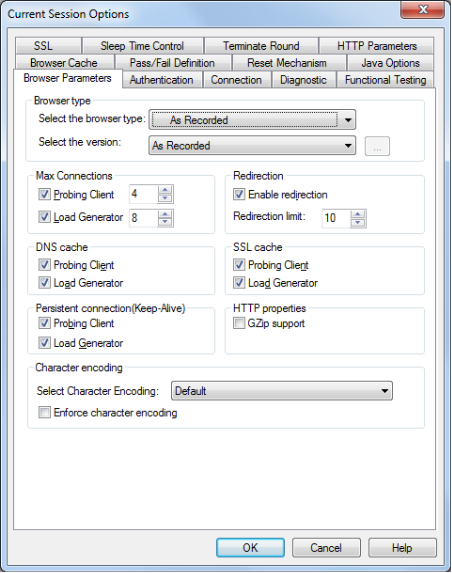 Current Session Options
SSL Sleep Time Control Terminate Round HTTP Parameters
Browser Cache Pass/Fail Definition Reset Mechanism Java Options
Browser Parameters Authentication Connection Diagnostic Functional Testing
Browser type
Select the browser type: As Recorded
Select the version: As Recorded ...
Max Connections
Probing Client 4
Load Generator 8
Redirection
Enable redirection
Redirection limit: 10
DNS cache
Probing Client
Load Generator
SSL cache
Probing Client
Load Generator
Persistent connection(Keep-Alive)
Probing Client
Load Generator
HTTP properties
GZip support
Character encoding
Select Character Encoding: Default
Enforce character encoding
OK Cancel Help